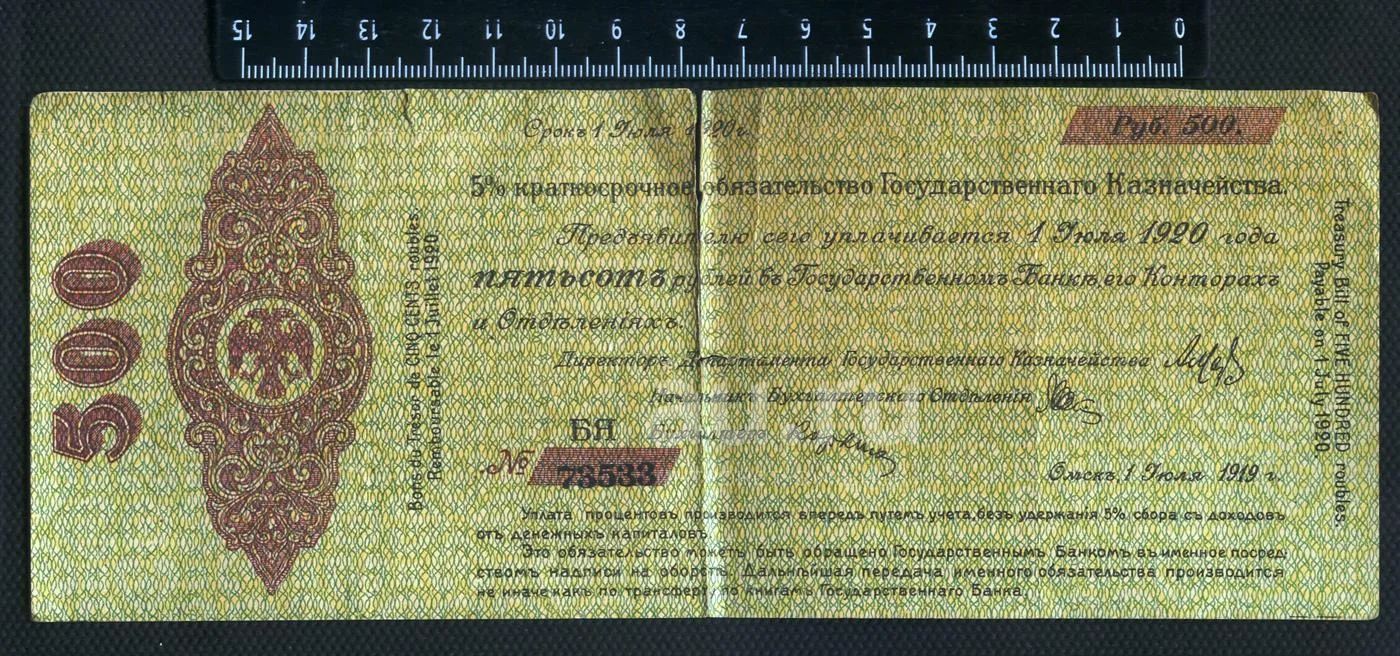 15 14 13 12 11 10 9 8 7 6 5 4 3 2 1 0
Срокъ 1 Июля 1920 г.
Руб. 500.
5% краткосрочное обязательство Государственнаго Казначейства.
Предъявителю сего уплачивается 1 Июля 1920 года
пятьсотъ рублей въ Государственномъ Банкѣ, его Конторахъ
и Отдѣленіяхъ.
Директоръ Департамента Государственнаго Казначейства
Начальникъ Бухгалтерскаго Отдѣленія
Бухгалтеръ
БЯ
№ 73533
Омскъ, 1 Июля 1919 г.
Уплата процентовъ производится впередъ путемъ учета, безъ удержанія 5% сбора съ доходовъ
отъ денежныхъ капиталовъ.
Это обязательство можетъ быть обращено Государственнымъ Банкомъ въ именное посред
ствомъ надписи на оборотѣ. Дальнѣйшая передача именного обязательства производится
не иначе какъ по трансферту по книгамъ Государственнаго Банка.
500
Bons du Trésor de CINQ CENTS roubles.
Remboursable le 1 Juillet 1920
Treasury Bill of FIVE HUNDRED roubles.
Payable on 1 July 1920